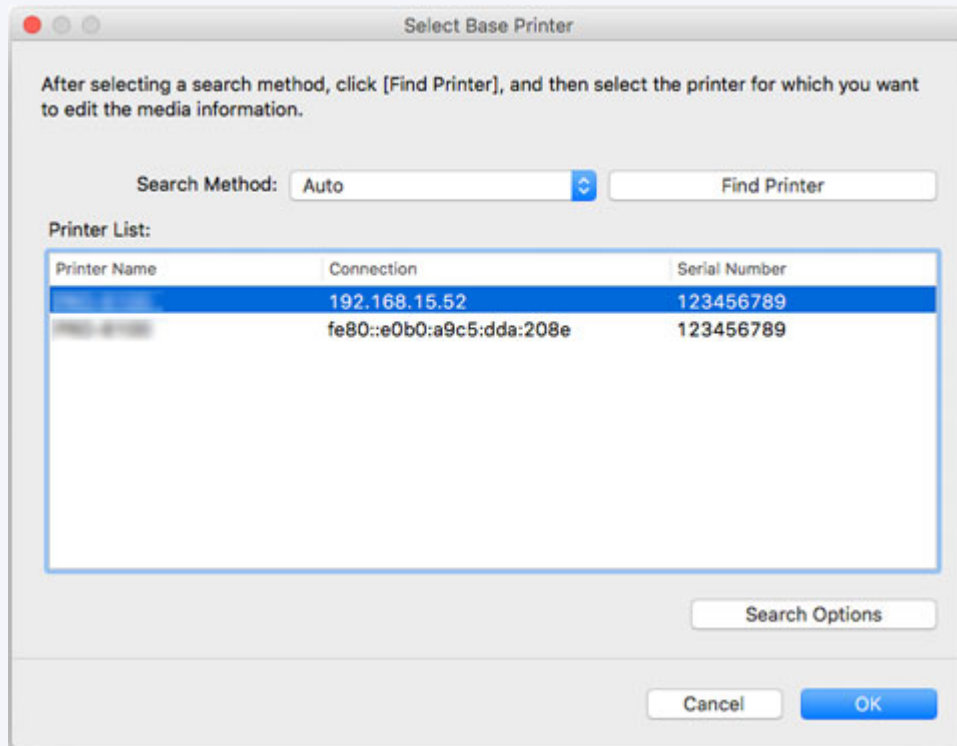 Select Base Printer
After selecting a search method, click [Find Printer], and then select the printer for which you want
to edit the media information.
Search Method: Auto Find Printer
Printer List:
Printer Name Connection Serial Number
192.168.15.52 123456789
fe80::e0b0:a9c5:dda:208e 123456789
Search Options
Cancel OK